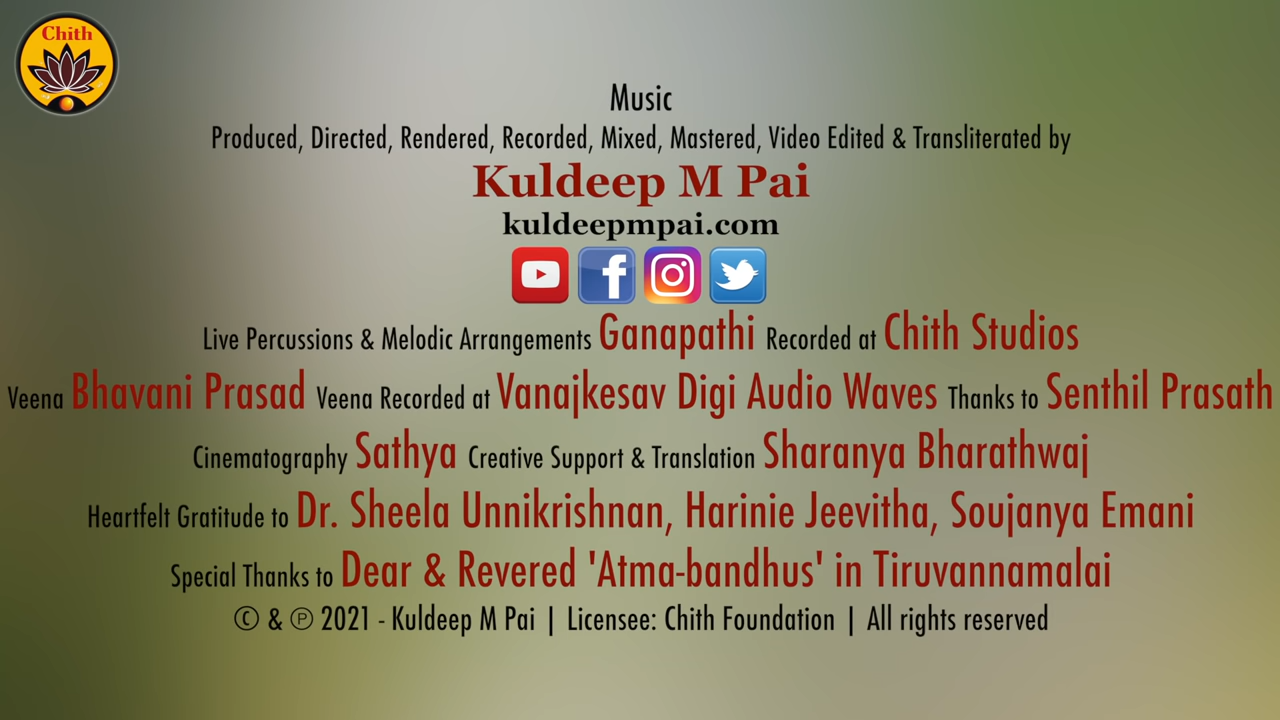 Chith
Music
Produced, Directed, Rendered, Recorded, Mixed, Mastered, Video Edited & Transliterated by
Kuldeep M Pai
kuldeepmpai.com
Live Percussions & Melodic Arrangements Ganapathi Recorded at Chith Studios
Veena Bhavani Prasad Veena Recorded at Vanajkesav Digi Audio Waves Thanks to Senthil Prasath
Cinematography Sathya Creative Support & Translation Sharanya Bharathwaj
Heartfelt Gratitude to Dr. Sheela Unnikrishnan, Harinie Jeevitha, Soujanya Emani
Special Thanks to Dear & Revered 'Atma-bandhus' in Tiruvannamalai
© & ℗ 2021 - Kuldeep M Pai | Licensee: Chith Foundation | All rights reserved